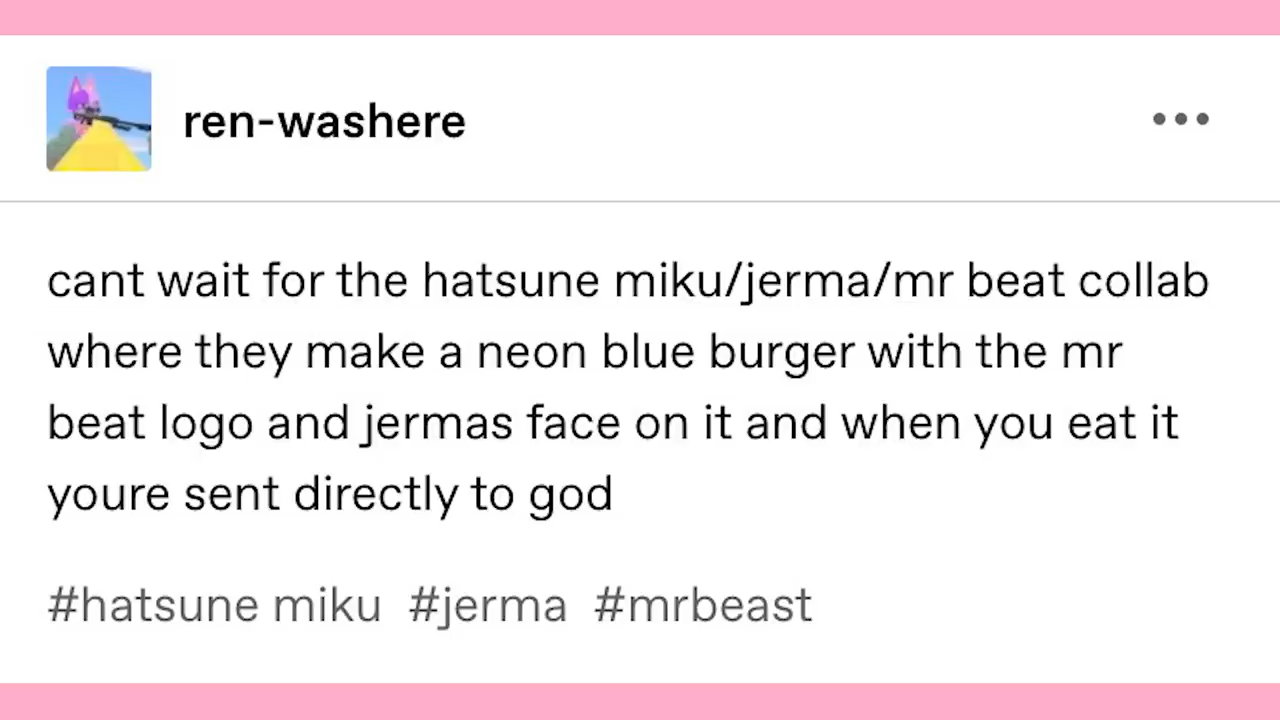 ren-washere
cant wait for the hatsune miku/jerma/mr beat collab
where they make a neon blue burger with the mr
beat logo and jermas face on it and when you eat it
youre sent directly to god
#hatsune miku #jerma #mrbeast